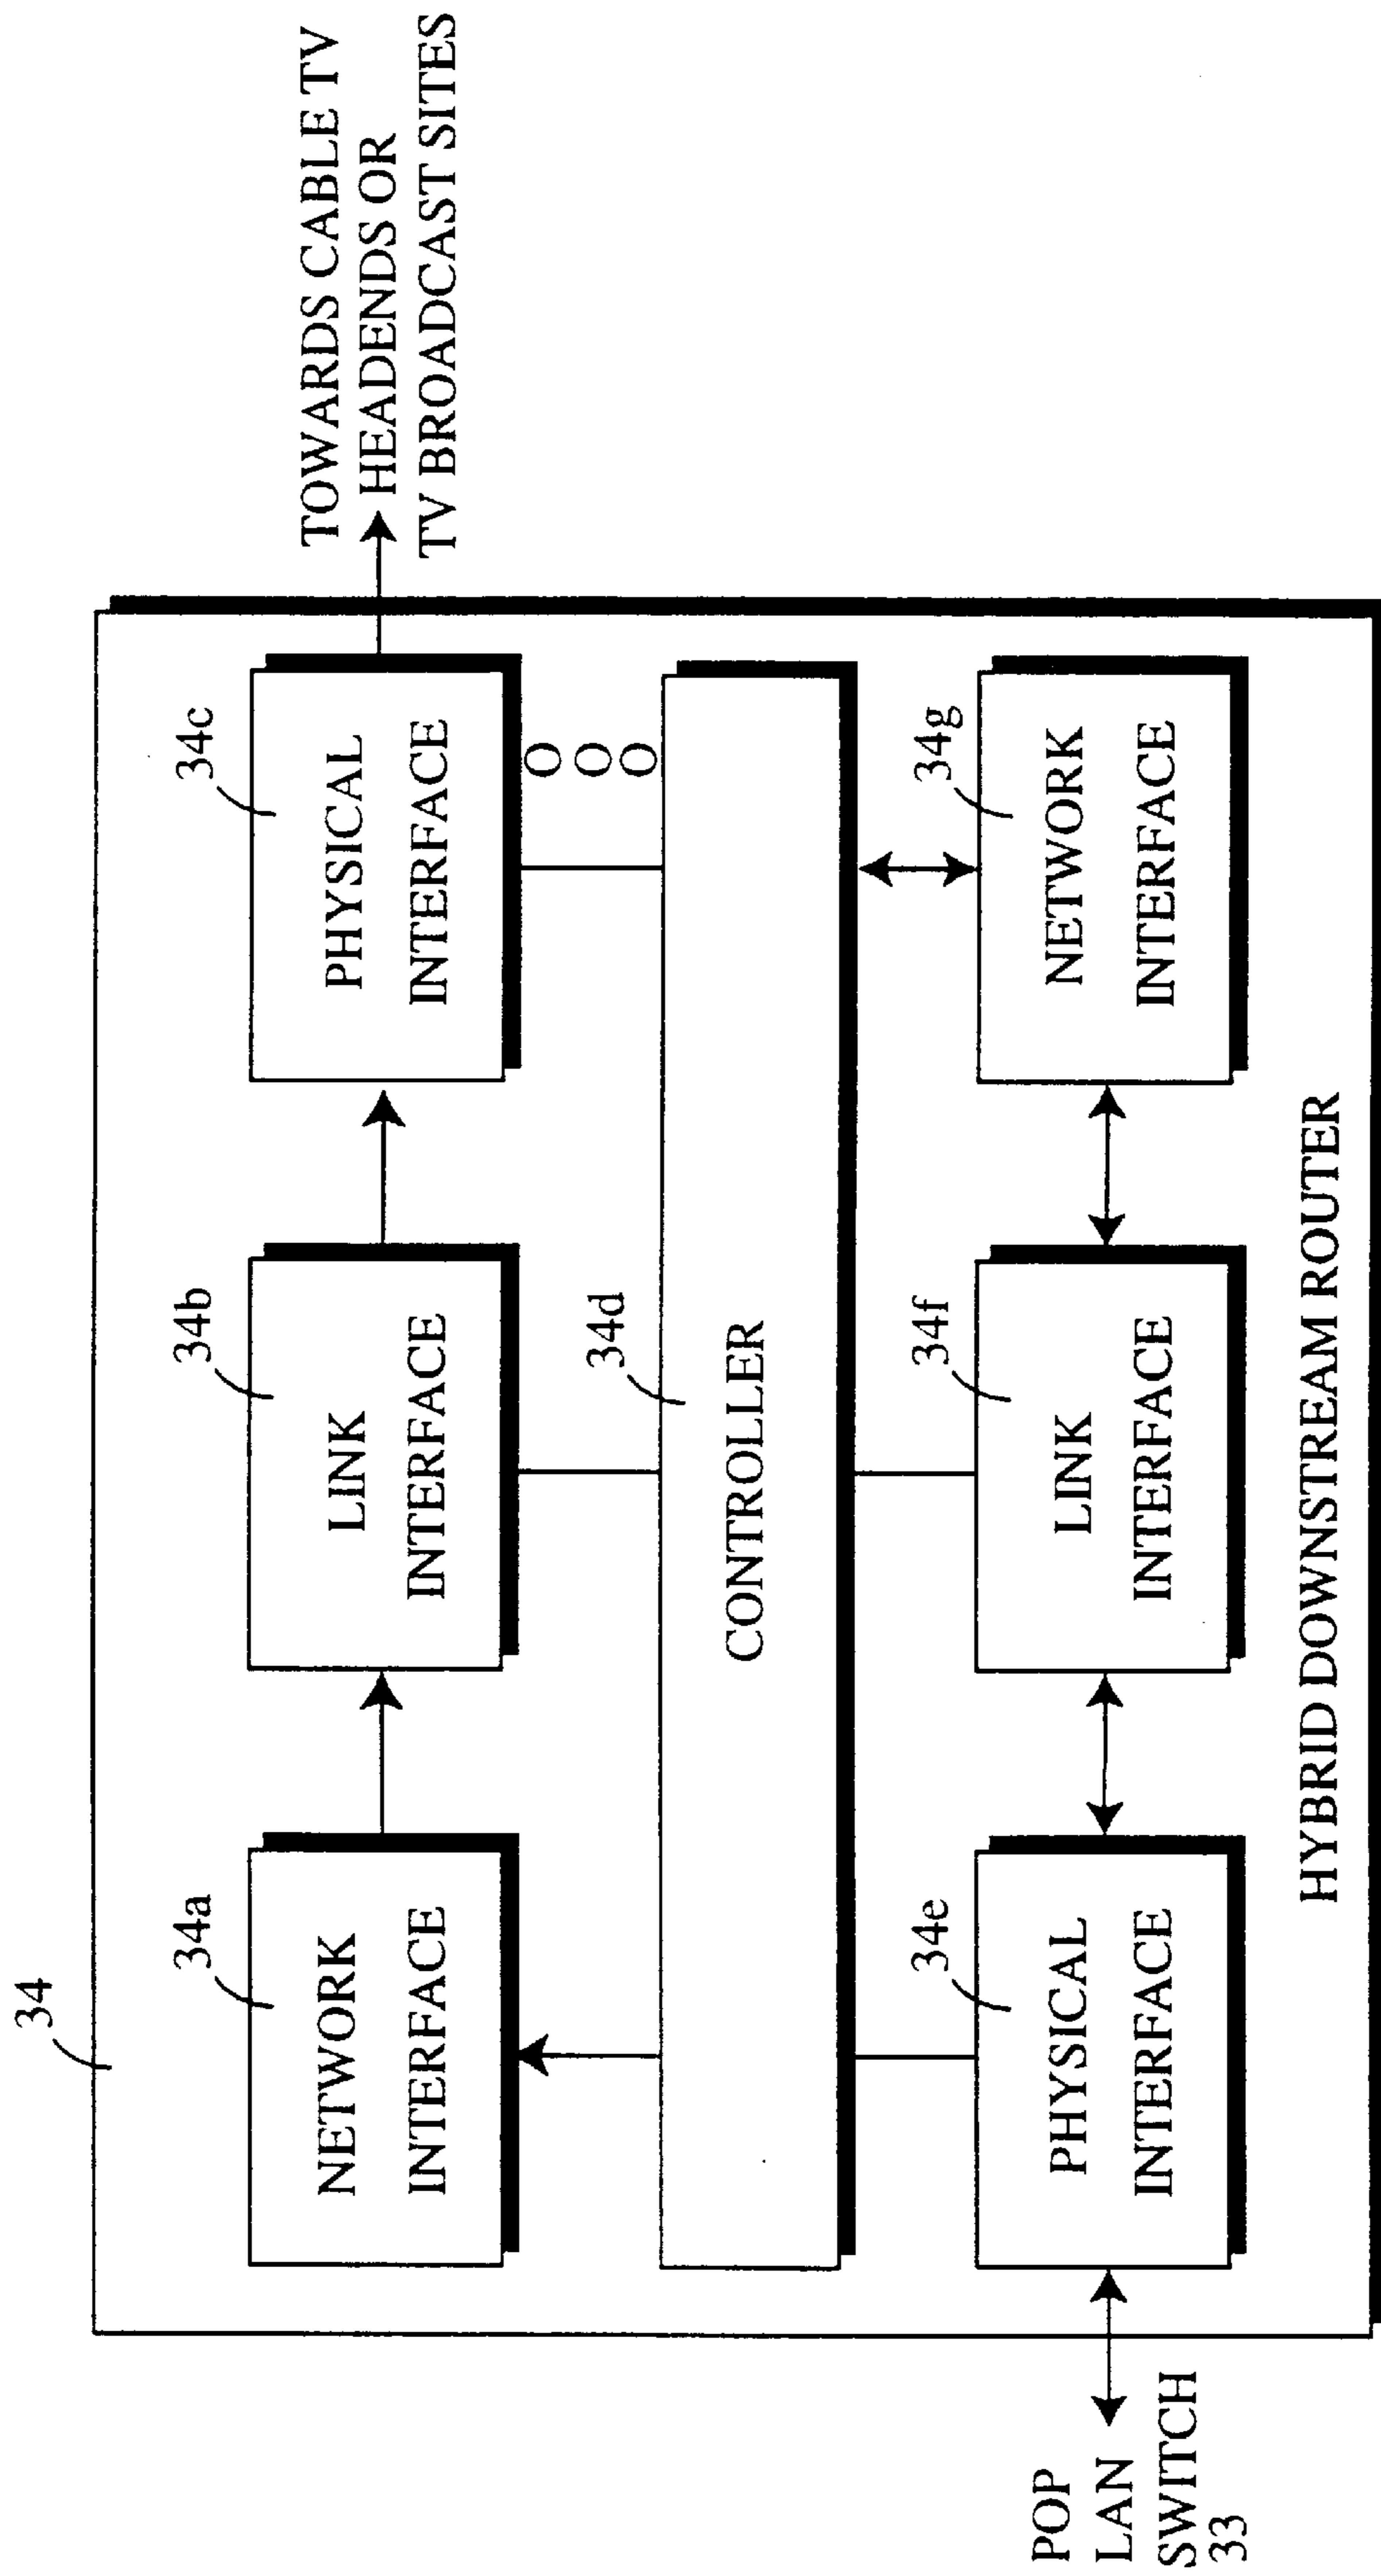 34
TOWARDS CABLE TV
HEADENDS OR
TV BROADCAST SITES
34a
NETWORK
INTERFACE
34b
LINK
INTERFACE
34c
PHYSICAL
INTERFACE
O O O
34d
CONTROLLER
34e
PHYSICAL
INTERFACE
34f
LINK
INTERFACE
34g
NETWORK
INTERFACE
POP
LAN
SWITCH
33
HYBRID DOWNSTREAM ROUTER